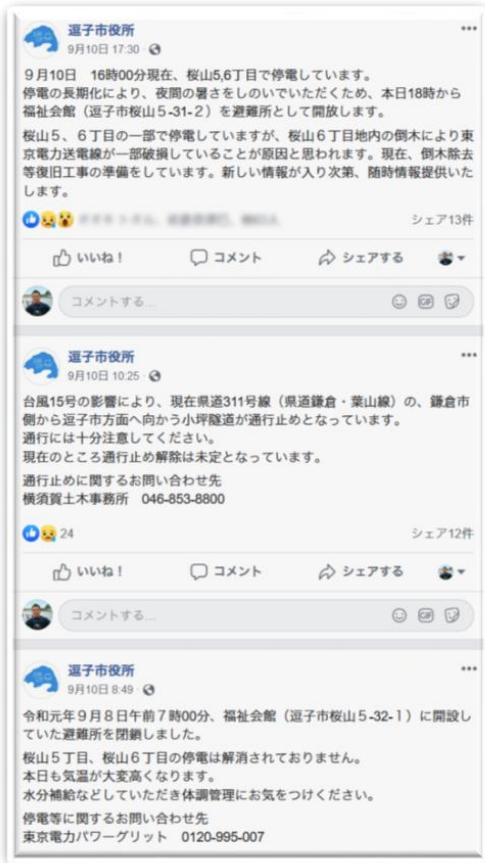 逗子市役所
9月10日 17:30
9月10日　16時00分現在、桜山5,6丁目で停電しています。
停電の長期化により、夜間の暑さをしのいでいただくため、本日18時から
福祉会館（逗子市桜山5-31-2）を避難所として開放します。
桜山5、6丁目の一部で停電していますが、桜山6丁目地内の倒木により東
京電力送電線が一部破損していることが原因と思われます。現在、倒木除去
等復旧工事の準備をしています。新しい情報が入り次第、随時情報提供いた
します。
シェア13件
いいね！ コメント シェアする
コメントする...
GIF
逗子市役所
9月10日 10:25
台風15号の影響により、現在県道311号線（県道鎌倉・葉山線）の、鎌倉市
側から逗子市方面へ向かう小坪隧道が通行止めとなっています。
通行には十分注意してください。
現在のところ通行止め解除は未定となっています。
通行止めに関するお問い合わせ先
横須賀土木事務所　046-853-8800
24 シェア12件
いいね！ コメント シェアする
コメントする...
GIF
逗子市役所
9月10日 8:49
令和元年9月8日午前7時00分、福祉会館（逗子市桜山5-32-1）に開設し
ていた避難所を閉鎖しました。
桜山5丁目、桜山6丁目の停電は解消されておりません。
本日も気温が大変高くなります。
水分補給などしていただき体調管理にお気をつけください。
停電等に関するお問い合わせ先
東京電力パワーグリット　0120-995-007